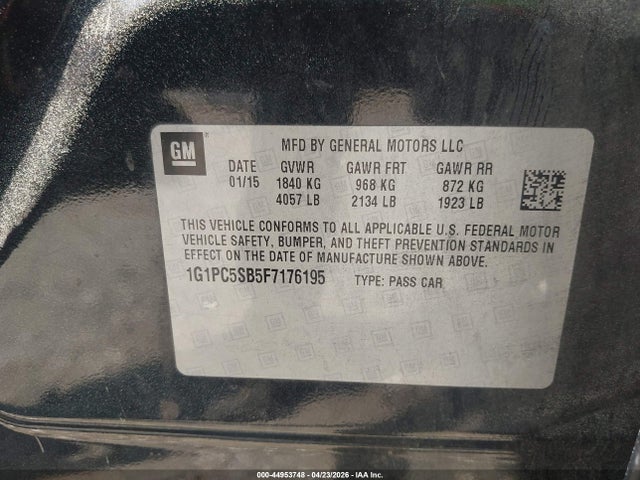 GM
MFD BY GENERAL MOTORS LLC
DATE GVWR GAWR FRT GAWR RR
01/15 1840 KG 968 KG 872 KG
4057 LB 2134 LB 1923 LB
THIS VEHICLE CONFORMS TO ALL APPLICABLE U.S. FEDERAL MOTOR
VEHICLE SAFETY, BUMPER, AND THEFT PREVENTION STANDARDS IN
EFFECT ON THE DATE OF MANUFACTURE SHOWN ABOVE.
1G1PC5SB5F7176195 TYPE: PASS CAR
000-44953748 - 04/23/2026 - IAA Inc.